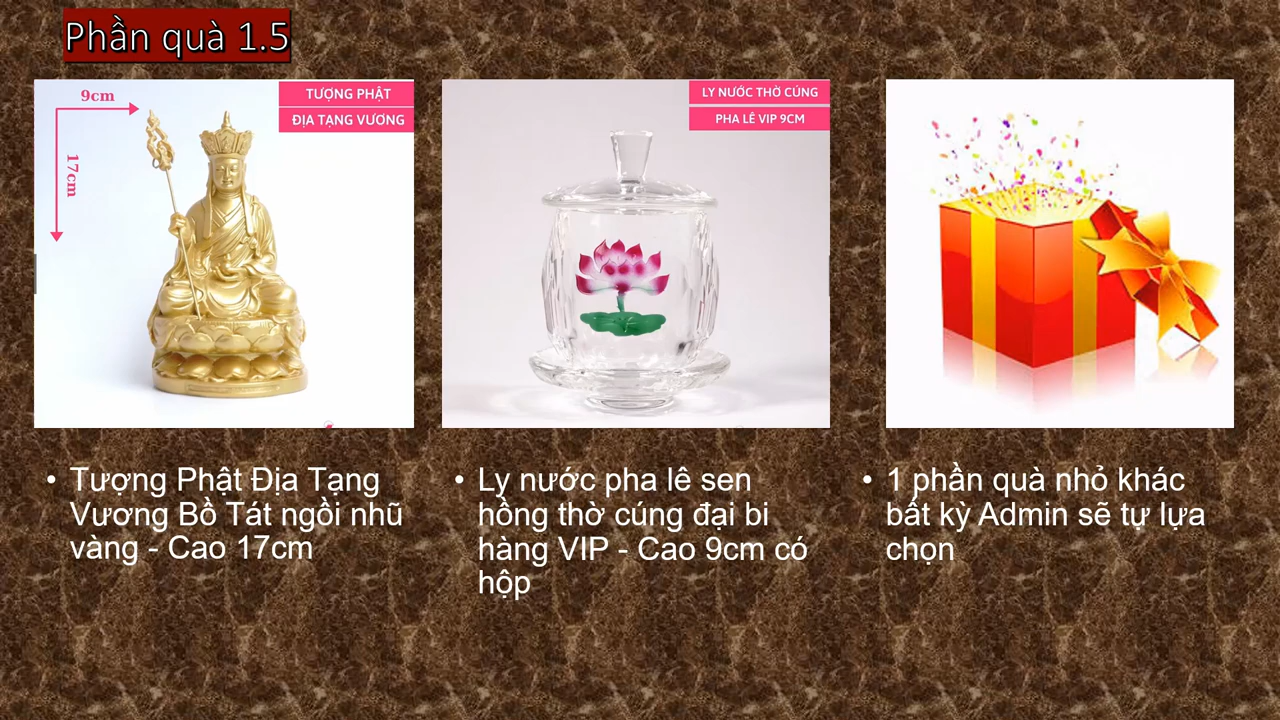 Phần quà 1.5
9cm
17cm
TƯỢNG PHẬT
ĐỊA TẠNG VƯƠNG
LY NƯỚC THỜ CÚNG
PHA LÊ VIP 9CM
• Tượng Phật Địa Tạng
Vương Bồ Tát ngồi nhũ
vàng - Cao 17cm
• Ly nước pha lê sen
hồng thờ cúng đại bi
hàng VIP - Cao 9cm có
hộp
• 1 phần quà nhỏ khác
bất kỳ Admin sẽ tự lựa
chọn